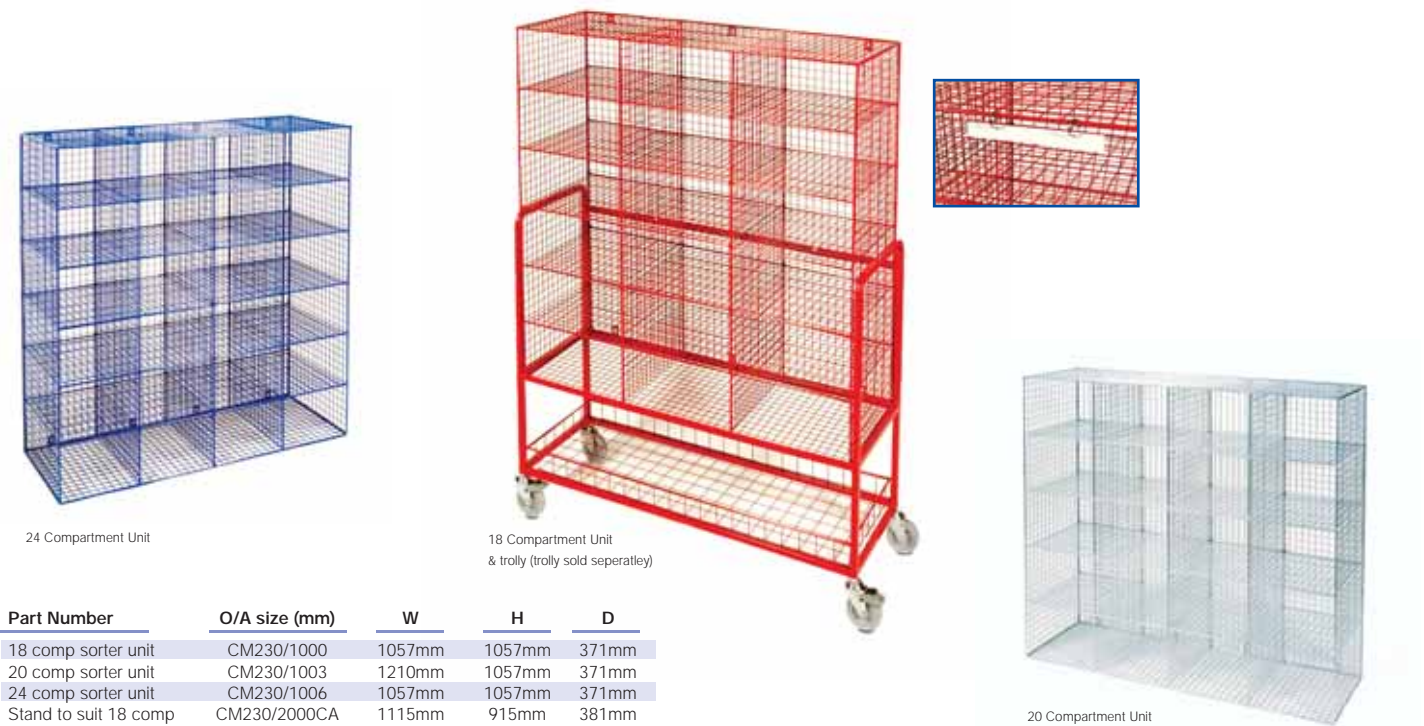 24 Compartment Unit
18 Compartment Unit
& trolly (trolly sold seperatley)
20 Compartment Unit
Part Number O/A size (mm) W H D
18 comp sorter unit CM230/1000 1057mm 1057mm 371mm
20 comp sorter unit CM230/1003 1210mm 1057mm 371mm
24 comp sorter unit CM230/1006 1057mm 1057mm 371mm
Stand to suit 18 comp CM230/2000CA 1115mm 915mm 381mm